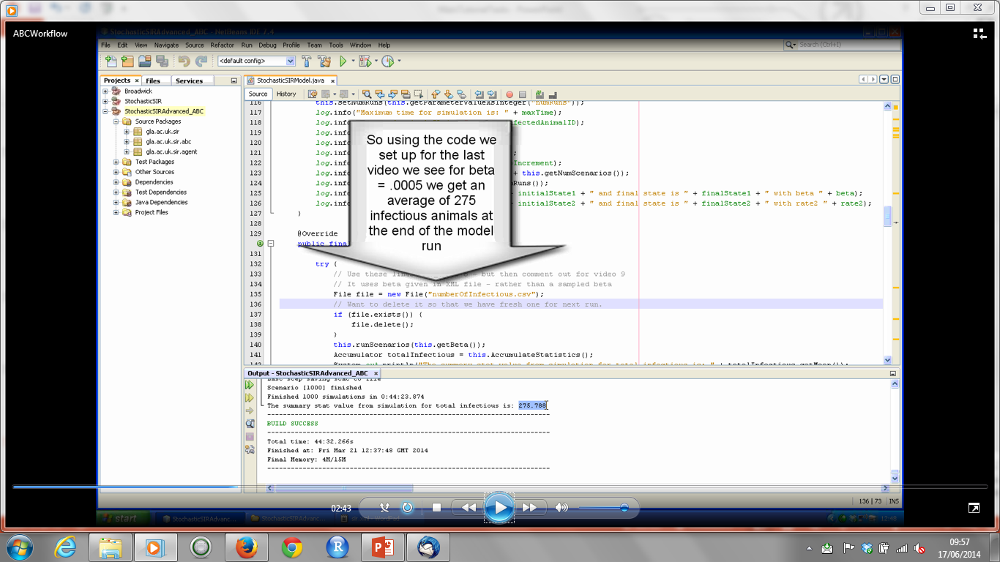 ABCWorkflow
StochasticSIRAdvanced_ABC - NetBeans IDE 7.4
File Edit View Navigate Source Refactor Run Debug Profile Team Tools Window Help
Search (Ctrl+I)
<default config>
Projects × Files Services
StochasticSIRModel.java ×
Source History
Broadwick
StochasticSIR
StochasticSIRAdvanced_ABC
Source Packages
gla.ac.uk.sir
gla.ac.uk.sir.abc
gla.ac.uk.sir.agent
Test Packages
Other Sources
Dependencies
Test Dependencies
Java Dependencies
Project Files
116 this.setNumRuns(this.getParameterValueAsInteger("numRuns"));
117 log.info("Maximum time for simulation is: " + maxTime);
118 log.info fectedAnimalID);
119 log.info
120 log.info
121 log.info ;
122 log.info Increment);
123 log.info + this.getNumScenarios());
124 log.info Runs());
125 log.info initialState1 + " and final state is " + finalState1 + " with beta " + beta);
126 log.info initialState2 + " and final state is " + finalState2 + " with rate2 " + rate2);
127 }
128
129 @Override
public fina
131
132 try {
133 // Use these lin - but then comment out for video 9
134 // It uses beta given in XML file - rather than a sampled beta
135 File file = new File("numberOfInfectious.csv");
136 // Want to delete it so that we have fresh one for next run.
137 if (file.exists()) {
138 file.delete();
139 }
140 this.runScenarios(this.getBeta());
141 Accumulator totalInfectious = this.AccumulateStatistics();
142 System.out.println("The summary stat value from simulation for total infectious is: " + totalInfectious.getMean());
So using the code we
set up for the last
video we see for beta
= .0005 we get an
average of 275
infectious animals at
the end of the model
run
Output - StochasticSIRAdvanced_ABC ×
Last step saving stat to file
Scenario [1000] finished
Finished 1000 simulations in 0:44:23.874
The summary stat value from simulation for total infectious is: 275.788
------------------------------------------------------------------------
BUILD SUCCESS
------------------------------------------------------------------------
Total time: 44:32.266s
Finished at: Fri Mar 21 12:37:48 GMT 2014
Final Memory: 4M/15M
------------------------------------------------------------------------
136 | 73 INS
02:43
start StochasticSIRAdvanc... StochasticSIRAdvanc... sir.xml - WordPad 12:48
09:57
17/06/2014